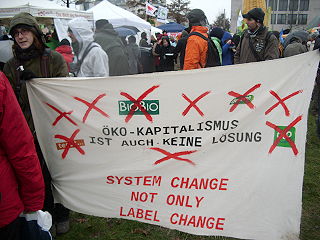 BIOBIO
ÖKO-KAPITALISMUS
IST AUCH KEINE LÖSUNG
SYSTEM CHANGE
NOT ONLY
LABEL CHANGE